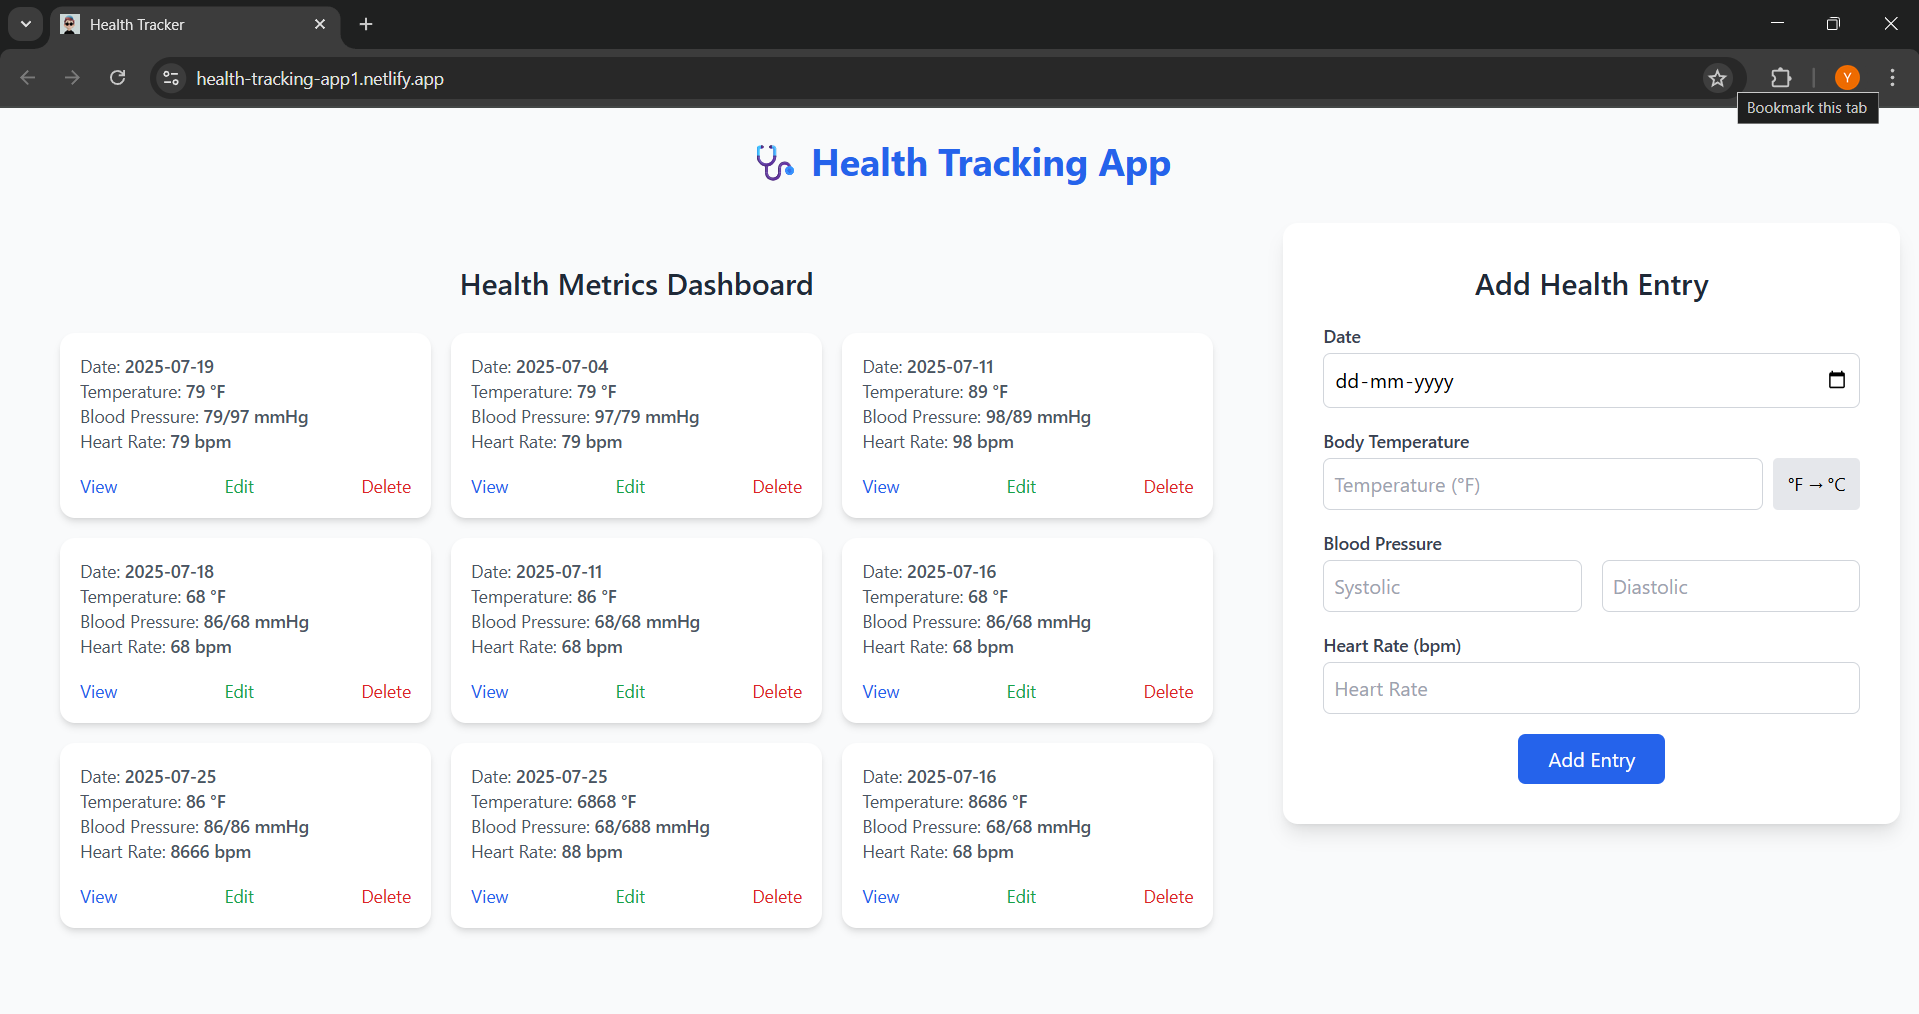 Health Tracker
health-tracking-app1.netlify.app
Y
Bookmark this tab
Health Tracking App
Health Metrics Dashboard
Date: 2025-07-19
Temperature: 79 °F
Blood Pressure: 79/97 mmHg
Heart Rate: 79 bpm
View Edit Delete
Date: 2025-07-04
Temperature: 79 °F
Blood Pressure: 97/79 mmHg
Heart Rate: 79 bpm
View Edit Delete
Date: 2025-07-11
Temperature: 89 °F
Blood Pressure: 98/89 mmHg
Heart Rate: 98 bpm
View Edit Delete
Date: 2025-07-18
Temperature: 68 °F
Blood Pressure: 86/68 mmHg
Heart Rate: 68 bpm
View Edit Delete
Date: 2025-07-11
Temperature: 86 °F
Blood Pressure: 68/68 mmHg
Heart Rate: 68 bpm
View Edit Delete
Date: 2025-07-16
Temperature: 68 °F
Blood Pressure: 86/68 mmHg
Heart Rate: 68 bpm
View Edit Delete
Date: 2025-07-25
Temperature: 86 °F
Blood Pressure: 86/86 mmHg
Heart Rate: 8666 bpm
View Edit Delete
Date: 2025-07-25
Temperature: 6868 °F
Blood Pressure: 68/688 mmHg
Heart Rate: 88 bpm
View Edit Delete
Date: 2025-07-16
Temperature: 8686 °F
Blood Pressure: 68/68 mmHg
Heart Rate: 68 bpm
View Edit Delete
Add Health Entry
Date
dd-mm-yyyy
Body Temperature
Temperature (°F) °F → °C
Blood Pressure
Systolic Diastolic
Heart Rate (bpm)
Heart Rate
Add Entry